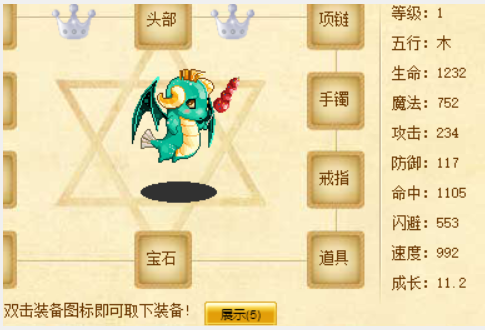 头部
项链
手镯
戒指
宝石
道具
等级：1
五行：木
生命：1232
魔法：752
攻击：234
防御：117
命中：1105
闪避：553
速度：992
成长：11.2
双击装备图标即可取下装备！
展示(5)